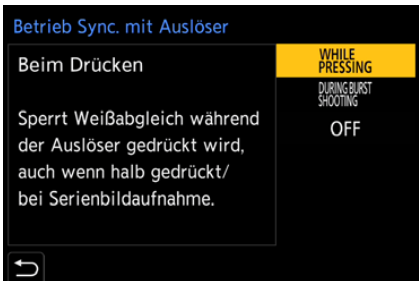 Betrieb Sync. mit Auslöser
Beim Drücken
Sperrt Weißabgleich während
der Auslöser gedrückt wird,
auch wenn halb gedrückt/
bei Serienbildaufnahme.
WHILE
PRESSING
DURING BURST
SHOOTING
OFF